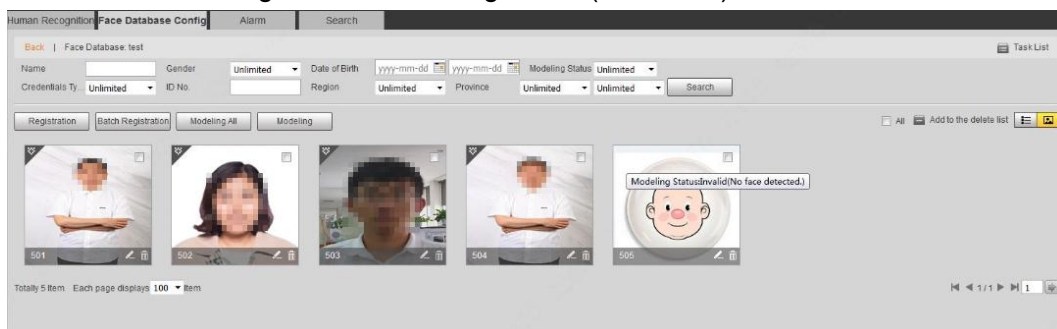 Human Recognition Face Database Config Alarm Search
Back | Face Database: test Task List
Name Gender Unlimited Date of Birth yyyy-mm-dd yyyy-mm-dd Modeling Status Unlimited
Credentials Ty... Unlimited ID No. Region Unlimited Province Unlimited Unlimited Search
Registration Batch Registration Modeling All Modeling All Add to the delete list
Modeling Status:Invalid(No face detected.)
501 502 503 504 505
Totally 5 Item Each page displays 100 Item 1/1 1